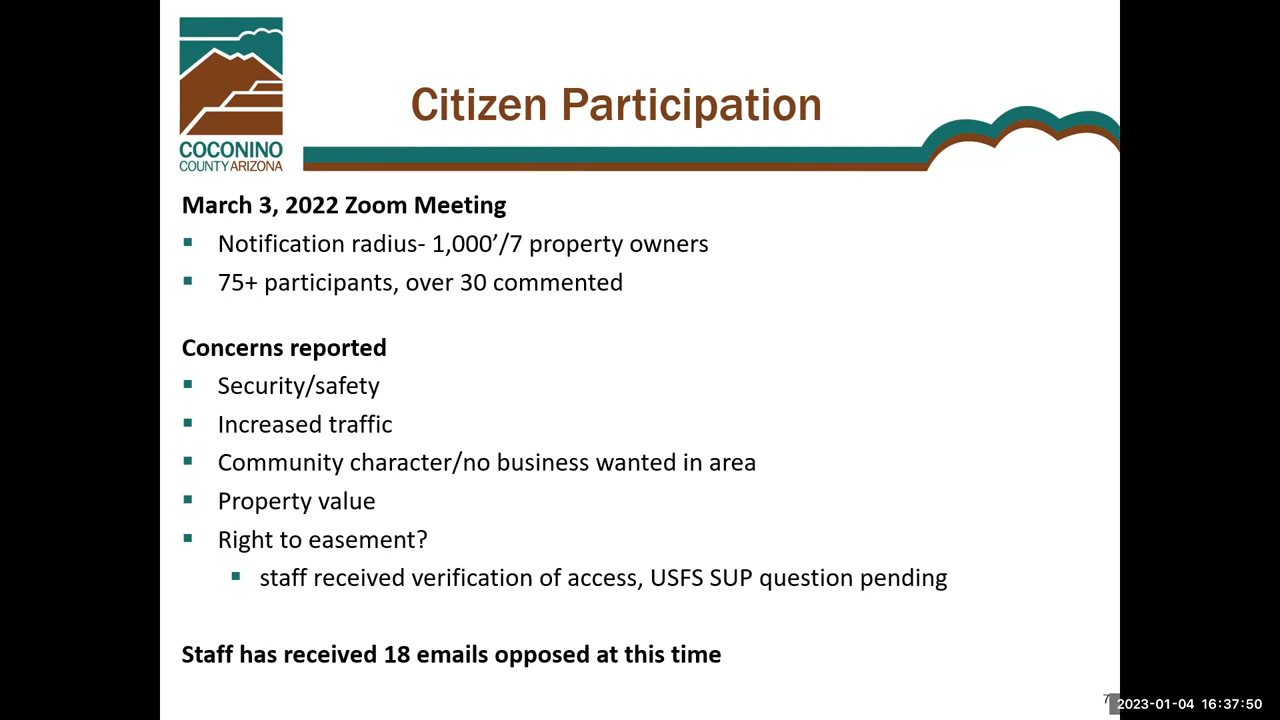 COCONINO
COUNTY ARIZONA
Citizen Participation
March 3, 2022 Zoom Meeting
▪ Notification radius- 1,000’/7 property owners
▪ 75+ participants, over 30 commented
Concerns reported
▪ Security/safety
▪ Increased traffic
▪ Community character/no business wanted in area
▪ Property value
▪ Right to easement?
▪ staff received verification of access, USFS SUP question pending
Staff has received 18 emails opposed at this time
7
2023-01-04 16:37:50